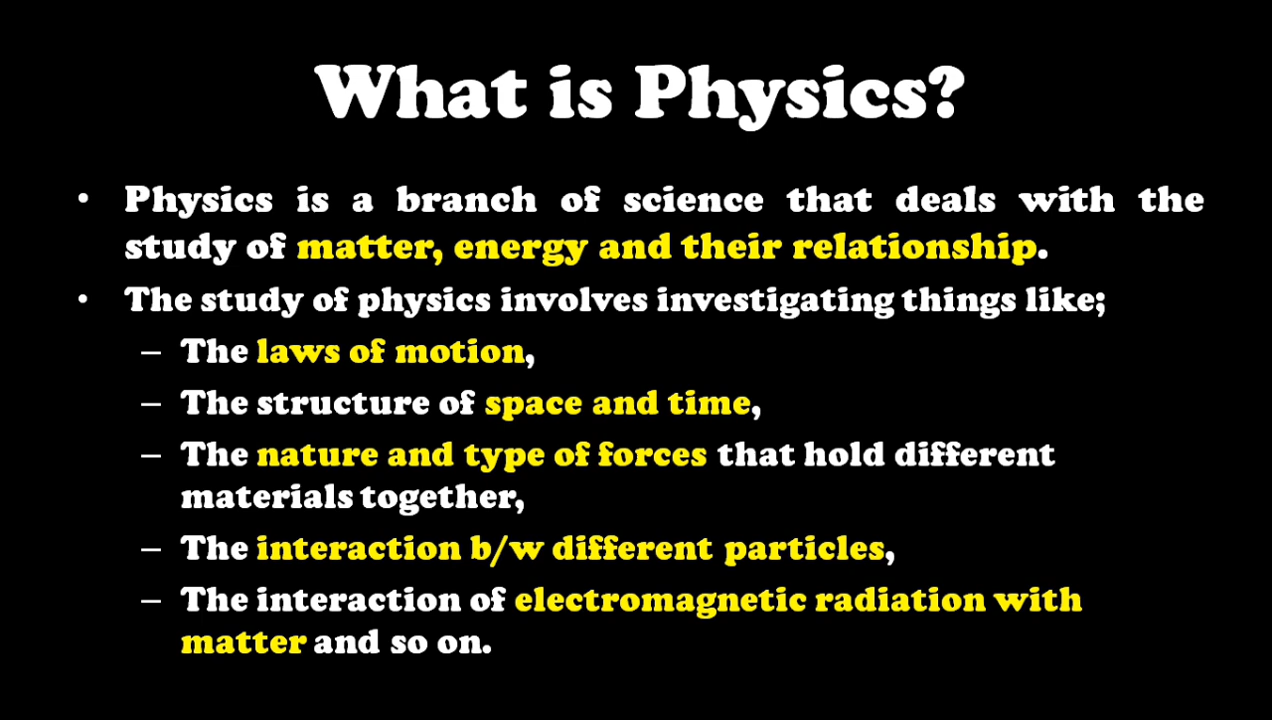 What is Physics?
• Physics is a branch of science that deals with the
study of matter, energy and their relationship.
• The study of physics involves investigating things like;
– The laws of motion,
– The structure of space and time,
– The nature and type of forces that hold different
materials together,
– The interaction b/w different particles,
– The interaction of electromagnetic radiation with
matter and so on.